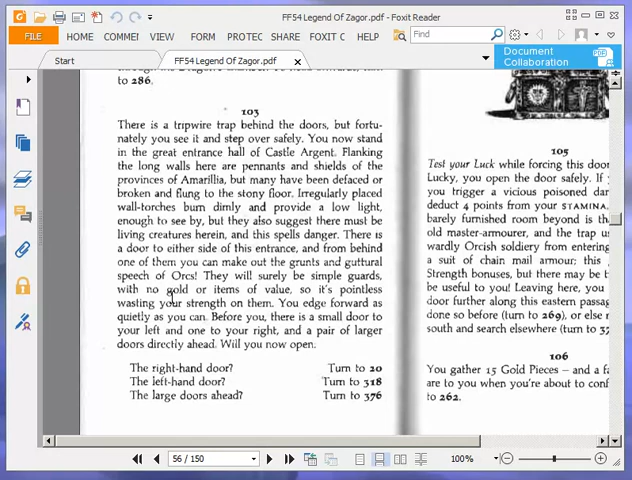 FF54 Legend Of Zagor.pdf - Foxit Reader
FILE HOME COMMEI VIEW FORM PROTEC SHARE FOXIT C Find
Document
Collaboration
Start FF54 Legend Of Zagor.pdf
to 286.
103
There is a tripwire trap behind the doors, but fortu-
nately you see it and step over safely. You now stand
in the great entrance hall of Castle Argent. Flanking
the long walls here are pennants and shields of the
provinces of Amarillia, but many have been defaced or
broken and flung to the stony floor. Irregularly placed
wall-torches burn dimly and provide a low light,
enough to see by, but they also suggest there must be
living creatures herein, and this spells danger. There is
a door to either side of this entrance, and from behind
one of them you can make out the grunts and guttural
speech of Orcs! They will surely be simple guards,
with no gold or items of value, so it's pointless
wasting your strength on them. You edge forward as
quietly as you can. Before you, there is a small door to
your left and one to your right, and a pair of larger
doors directly ahead. Will you now open.
The right-hand door? Turn to 20
The left-hand door? Turn to 318
The large doors ahead? Turn to 376
105
Test your Luck while forcing this door
Lucky, you open the door safely. If y
you trigger a vicious poisoned dar
deduct 4 points from your STAMINA.
barely furnished room beyond is th
old master-armourer, and the trap u
wardly Orcish soldiery from entering
a suit of chain mail armour; this
Strength bonuses, but there may be t
be useful to you! Leaving here, you
door further along this eastern passag
done so before (turn to 269), or else r
south and search elsewhere (turn to 37
106
You gather 15 Gold Pieces – and a fa
are to you when you're about to conf
to 262.
56 / 150
100%